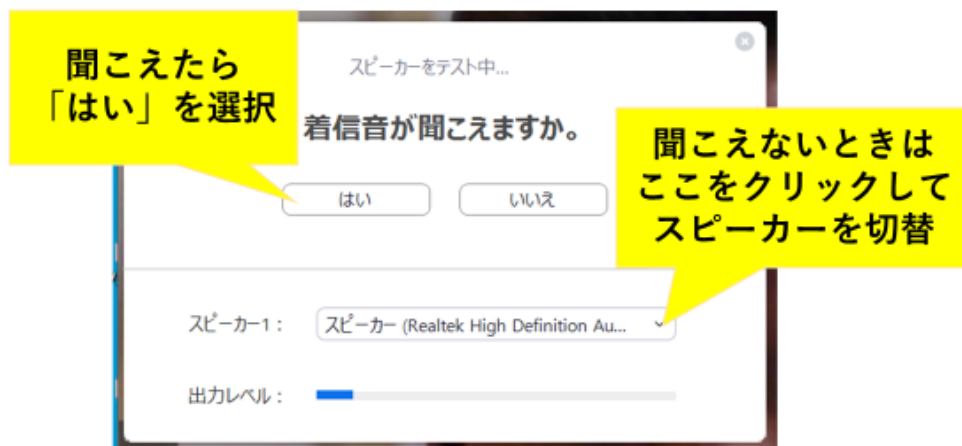 聞こえたら
「はい」を選択
スピーカーをテスト中...
着信音が聞こえますか。
はい
いいえ
聞こえないときは
ここをクリックして
スピーカーを切替
スピーカー1：
スピーカー (Realtek High Definition Au...
出力レベル：